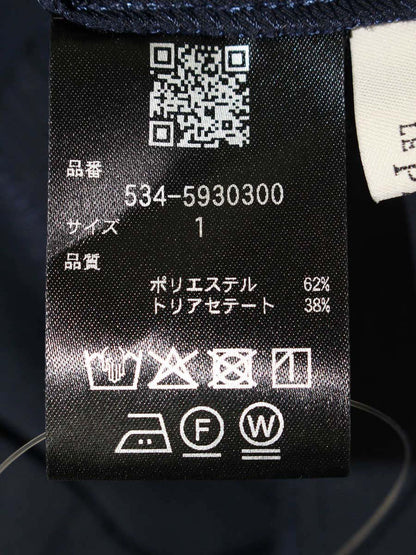 品番
534-5930300
サイズ 1
品質
ポリエステル 62%
トリアセテート 38%
F W
Le P